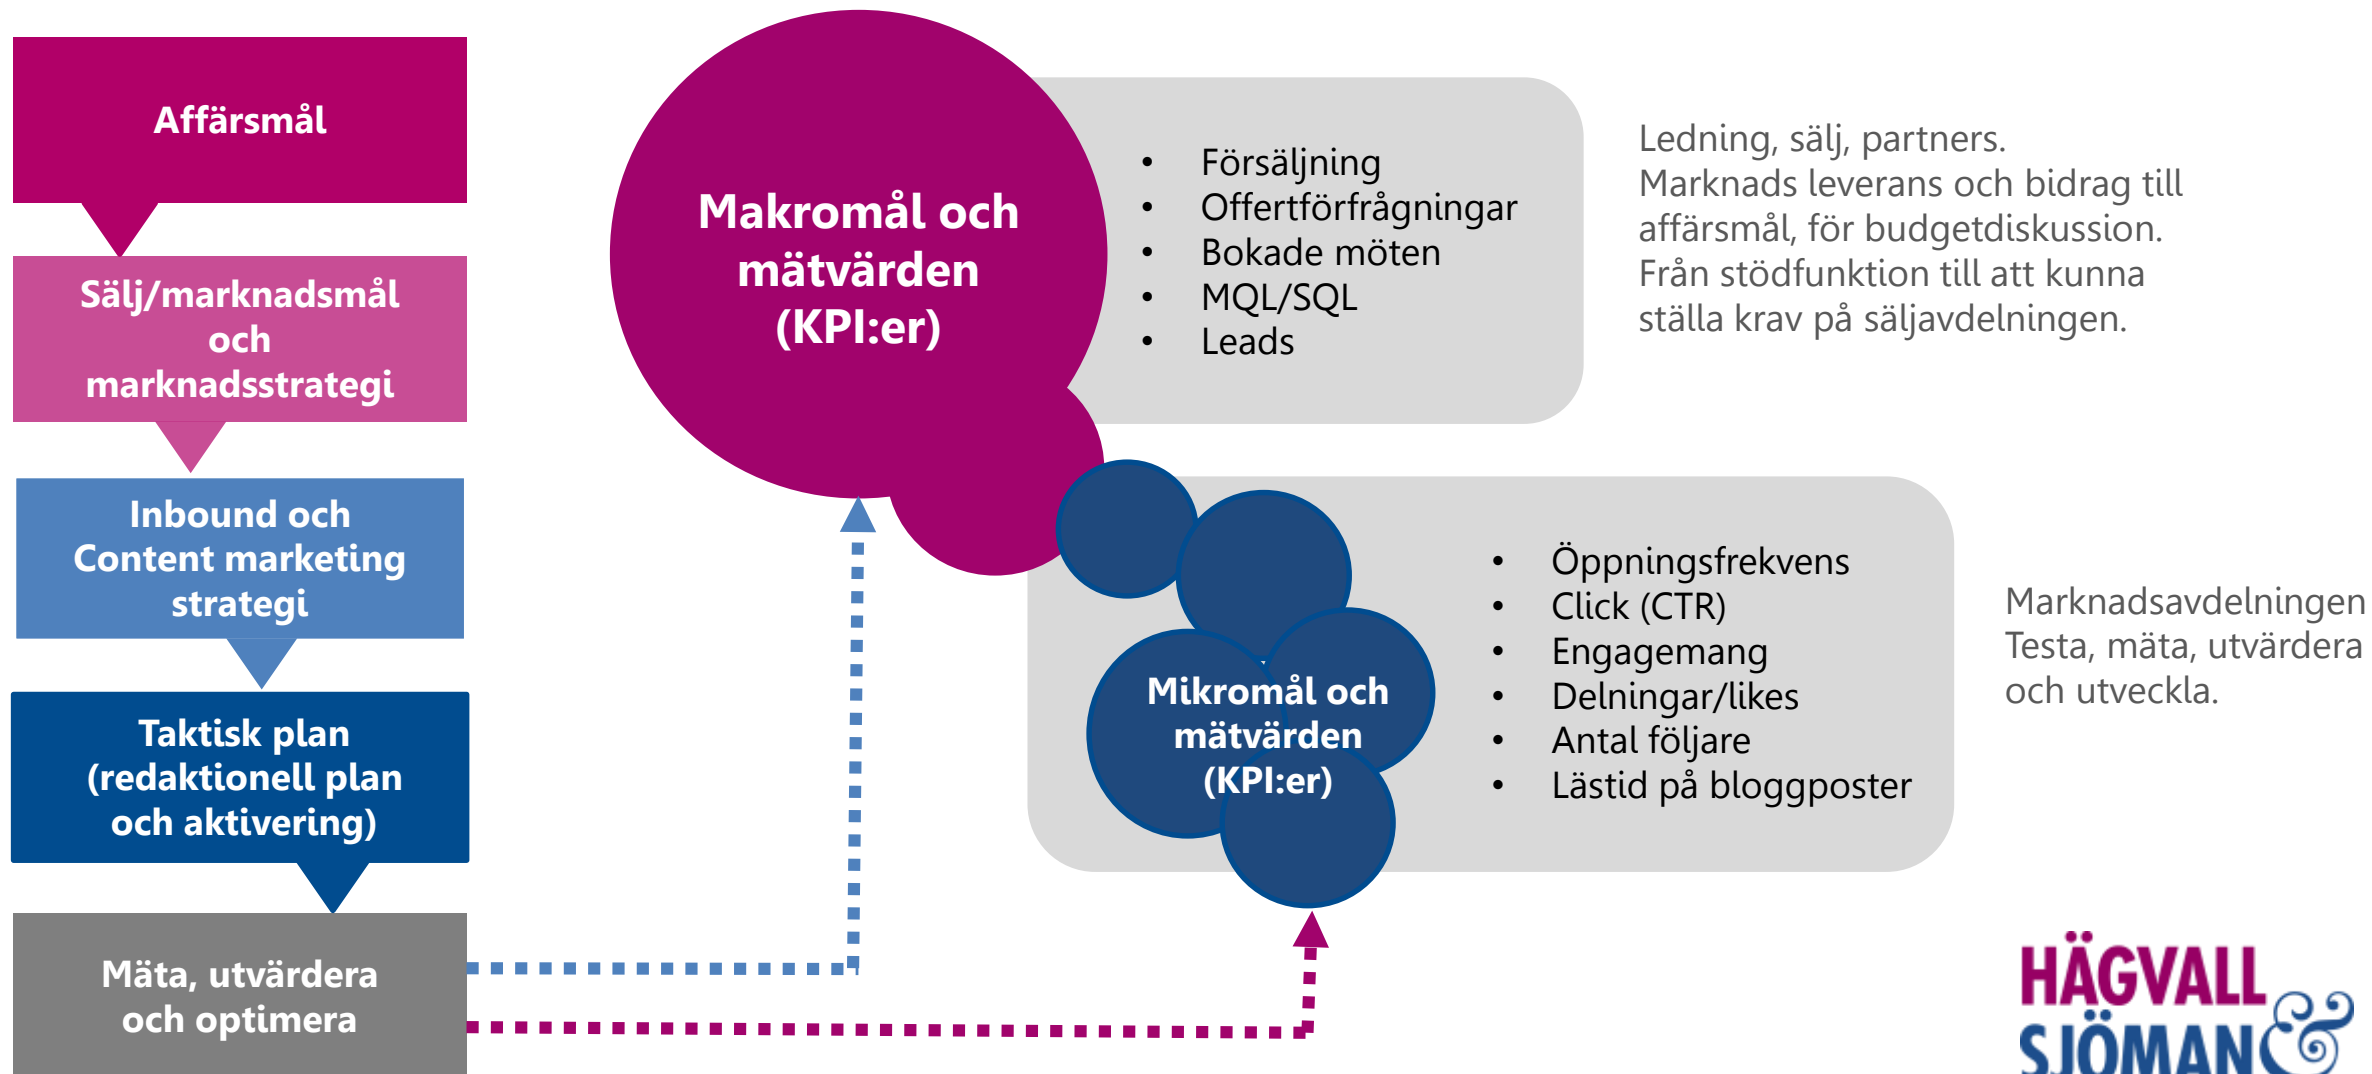 Affärsmål
Sälj/marknadsmål
och
marknadsstrategi
Inbound och
Content marketing
strategi
Taktisk plan
(redaktionell plan
och aktivering)
Mäta, utvärdera
och optimera
Makromål och
mätvärden
(KPI:er)
• Försäljning
• Offertförfrågningar
• Bokade möten
• MQL/SQL
• Leads
Ledning, sälj, partners.
Marknads leverans och bidrag till
affärsmål, för budgetdiskussion.
Från stödfunktion till att kunna
ställa krav på säljavdelningen.
Mikromål och
mätvärden
(KPI:er)
• Öppningsfrekvens
• Click (CTR)
• Engagemang
• Delningar/likes
• Antal följare
• Lästid på bloggposter
Marknadsavdelningen
Testa, mäta, utvärdera
och utveckla.
HÄGVALL
SJÖMAN &